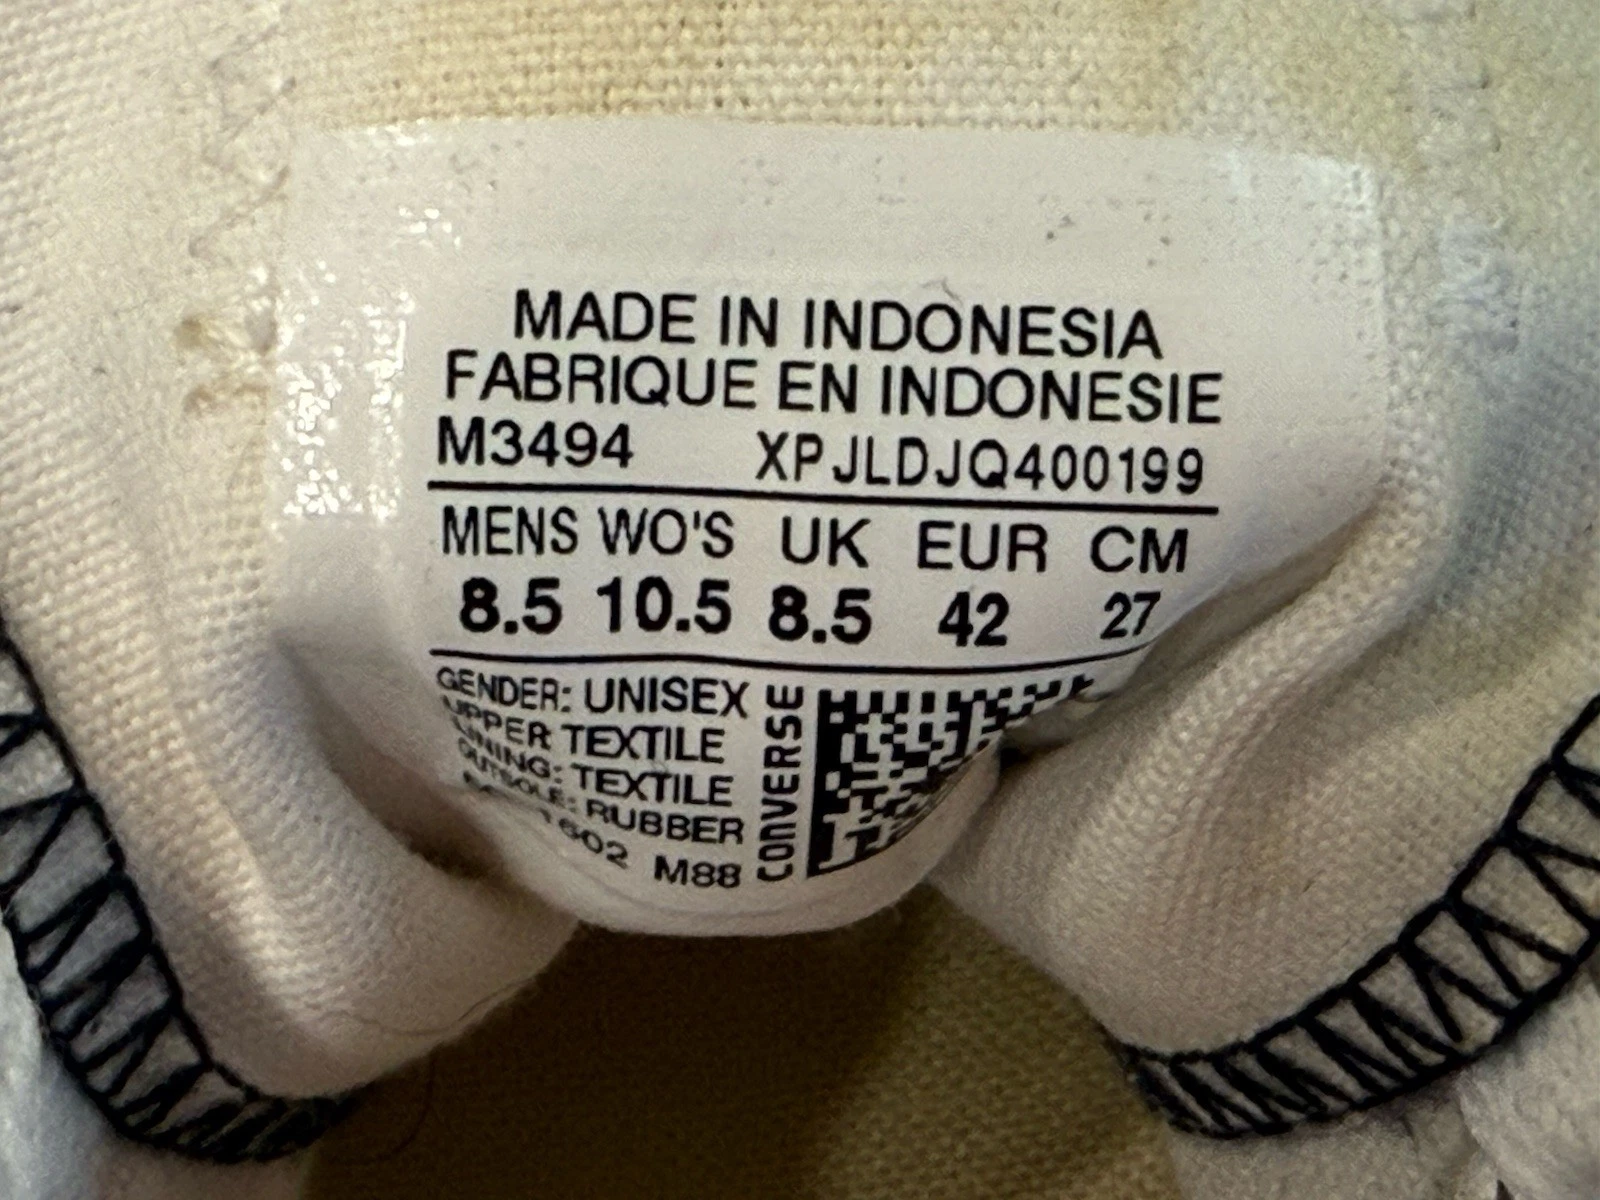 MADE IN INDONESIA
FABRIQUE EN INDONESIE
M3494 XPJLDJQ400199
MENS WO'S UK EUR CM
8.5 10.5 8.5 42 27
GENDER: UNISEX
UPPER TEXTILE
LINING: TEXTILE
OUTSOLE: RUBBER
M88
CONVERSE